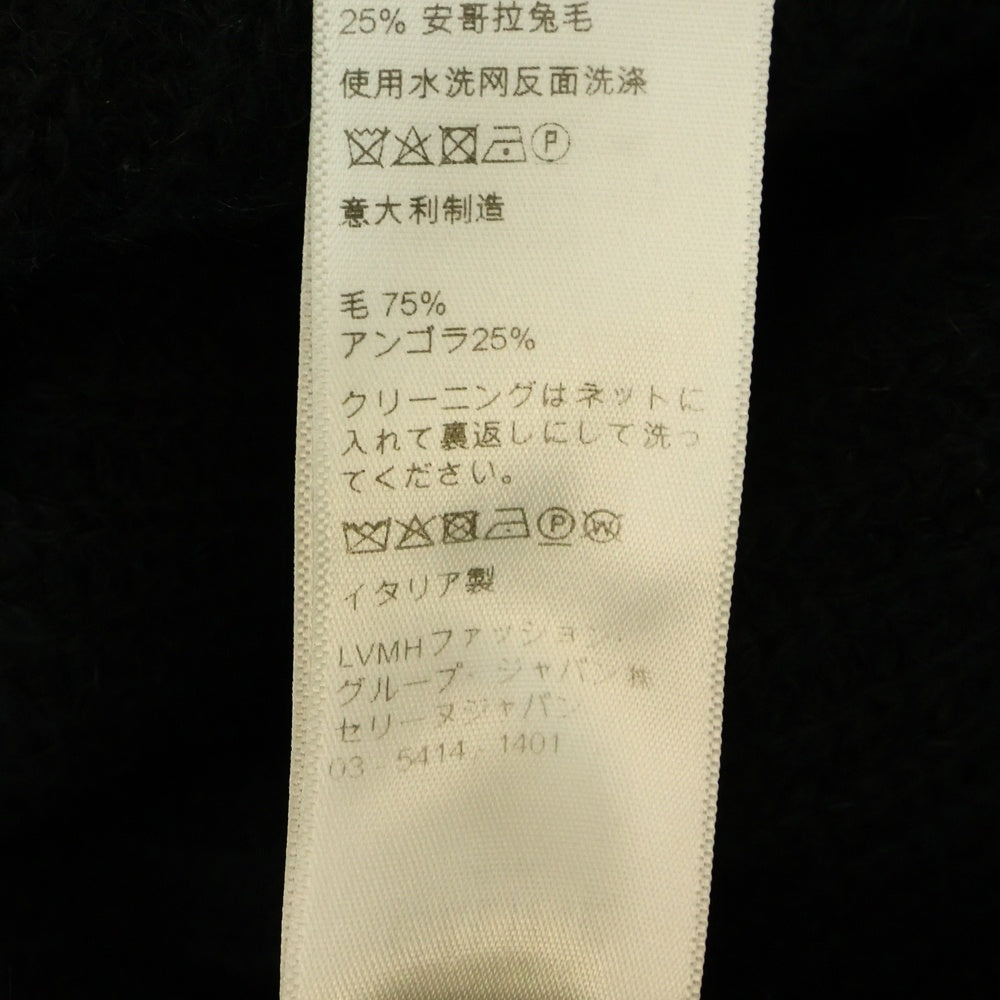 25% 安哥拉兔毛
使用水洗网反面洗涤
P
意大利制造
毛 75%
アンゴラ25%
クリーニングはネットに
入れて裏返しにして洗っ
てください。
P W
イタリア製
LVMHファッション・
グループ・ジャパン㈱
セリーヌジャパン
03-5414-1401